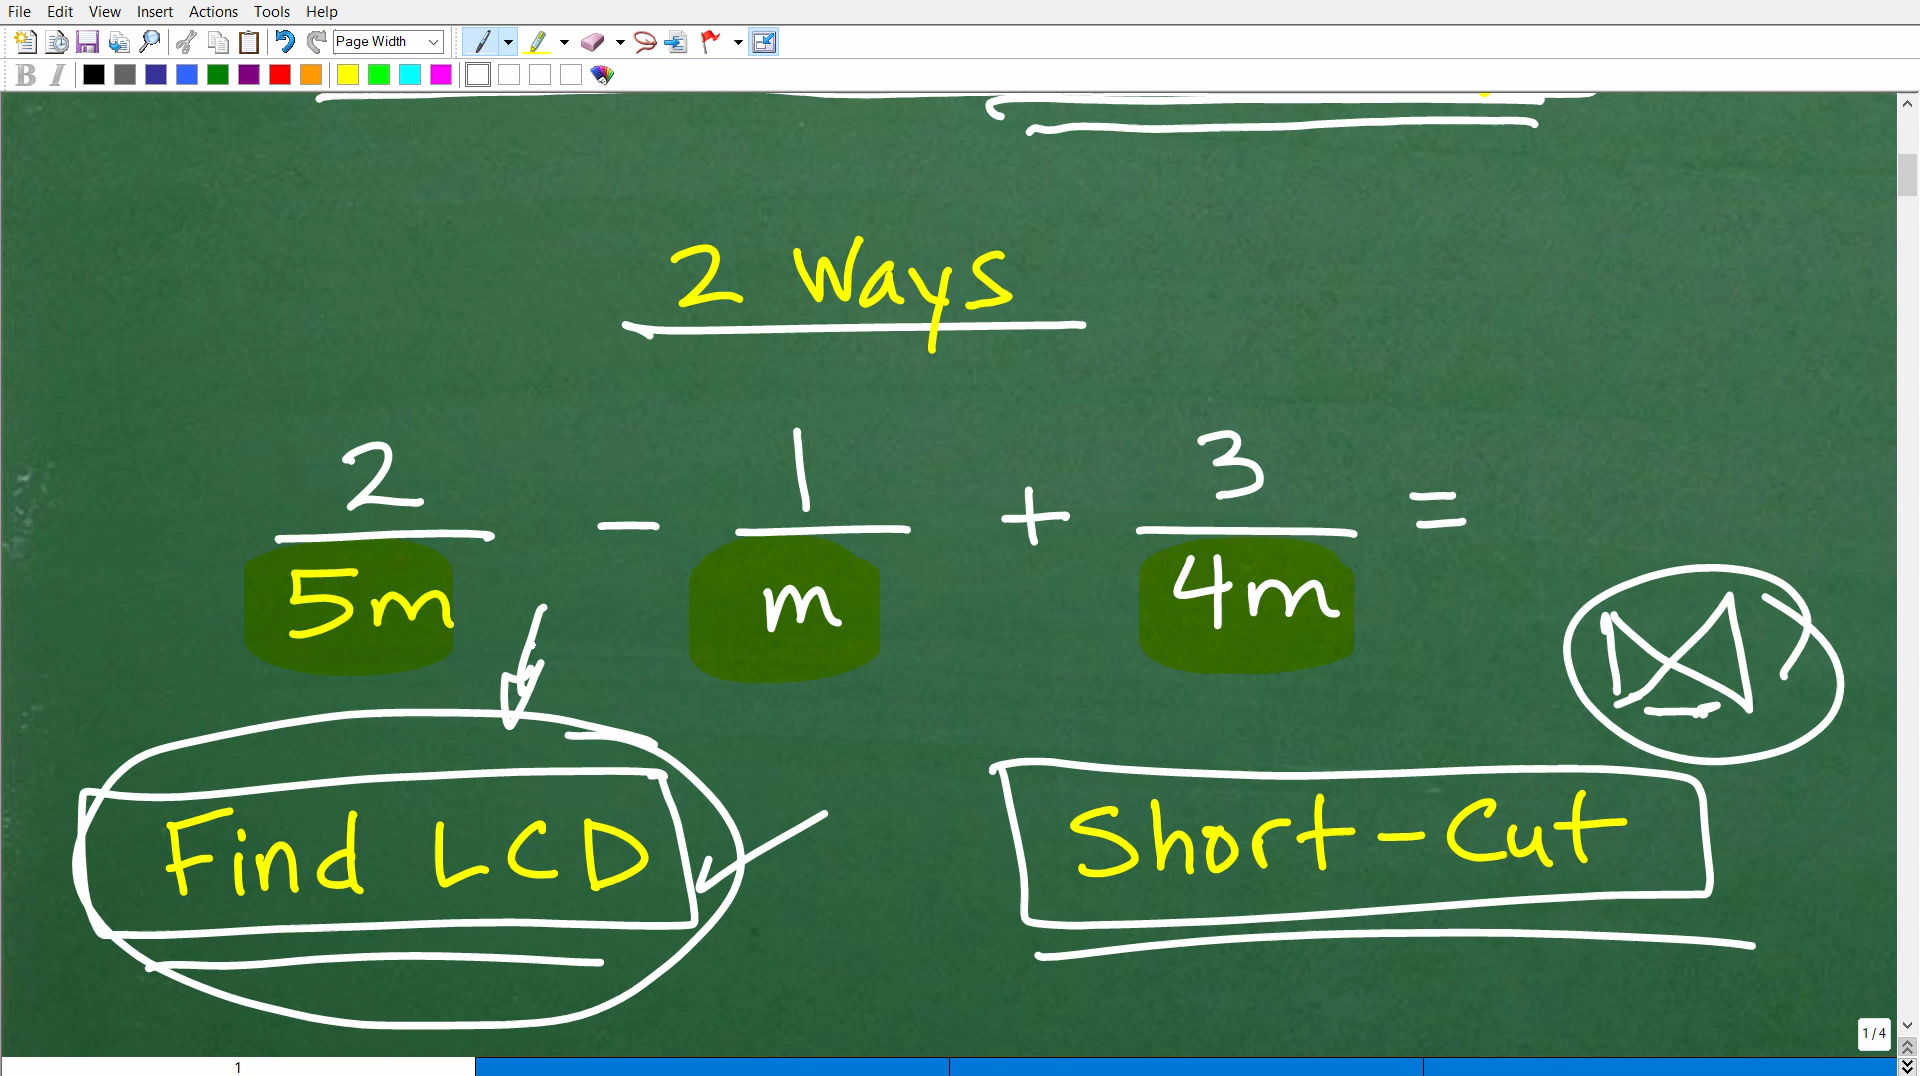 File Edit View Insert Actions Tools Help
Page Width
B I
2 Ways
2/5m - 1/m + 3/4m =
Find LCD
Short-Cut
1 / 4
1